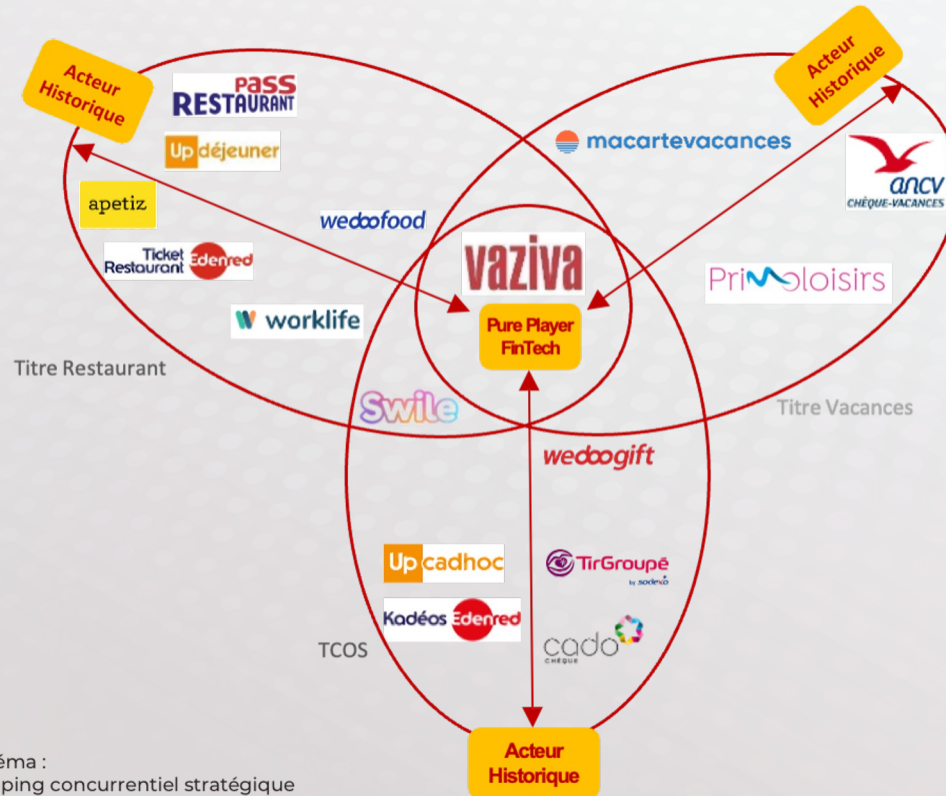 Acteur
Historique
PASS
RESTAURANT
Up déjeuner
apetiz
Ticket
Restaurant Edenred
wedoofood
worklife
Titre Restaurant
Swile
macartevacances
Acteur
Historique
ancv
CHÈQUE-VACANCES
Primoloisirs
Titre Vacances
vaziva
Pure Player
FinTech
wedoogift
Up cadhoc
TirGroupé
by sodexo
Kadéos Edenred
cado
CHÈQUE
TCOS
Acteur
Historique
éma :
ping concurrentiel stratégique